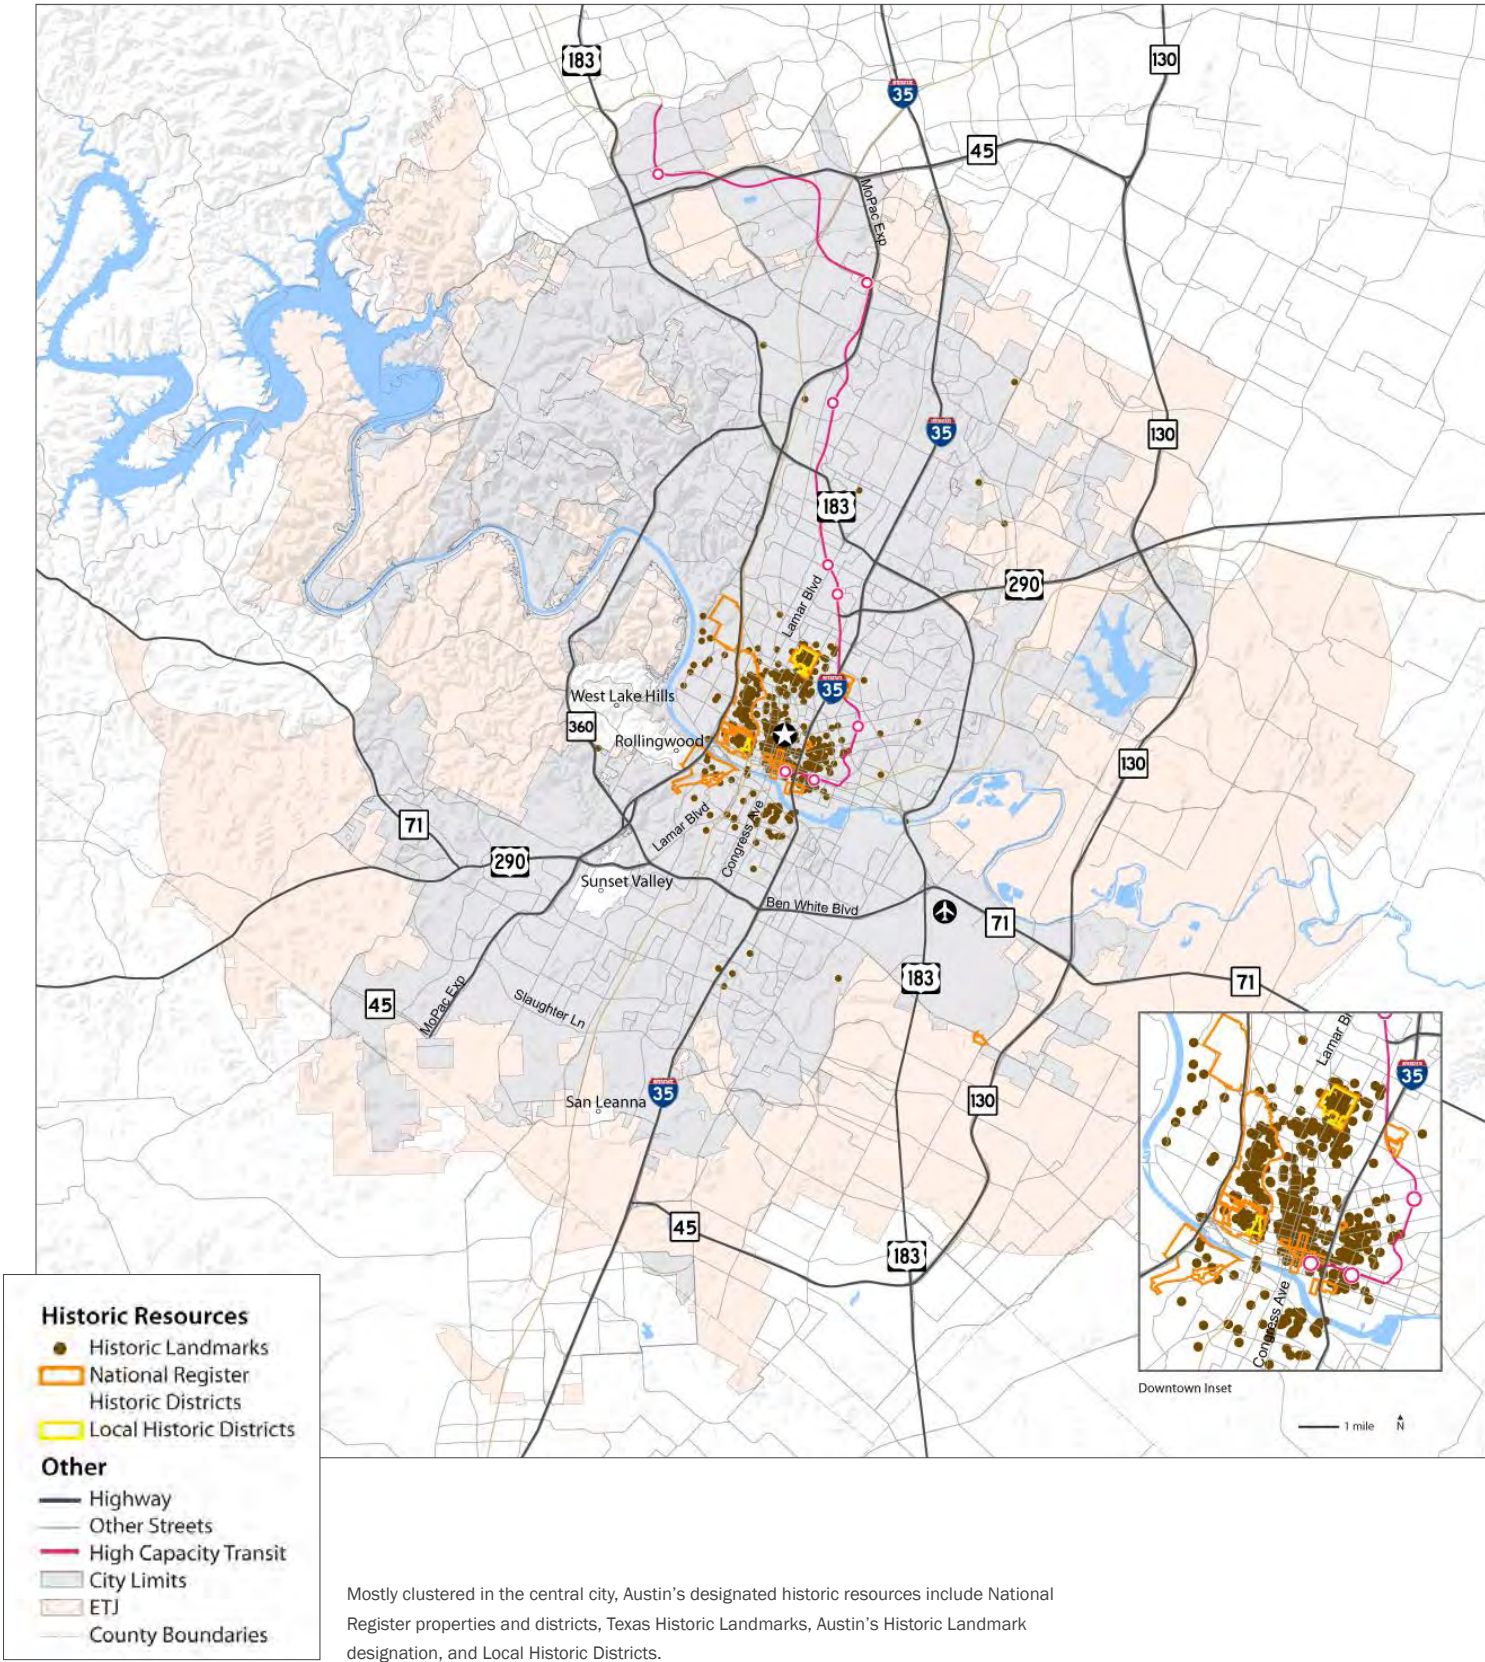 183
INTERSTATE
35
130
45
MoPac Exp
INTERSTATE
35
130
183
290
Lamar Blvd
INTERSTATE
35
West Lake Hills
360
Rollingwood
130
71
Lamar Blvd
Congress Ave
290
Sunset Valley
Ben White Blvd
71
183
71
45
MoPac Exp
Slaughter Ln
INTERSTATE
35
San Leanna
130
45
183
Lamar Bl
INTERSTATE
35
Congress Ave
Downtown Inset
1 mile
N
Historic Resources
Historic Landmarks
National Register
Historic Districts
Local Historic Districts
Other
Highway
Other Streets
High Capacity Transit
City Limits
ETJ
County Boundaries
Mostly clustered in the central city, Austin’s designated historic resources include National
Register properties and districts, Texas Historic Landmarks, Austin’s Historic Landmark
designation, and Local Historic Districts.